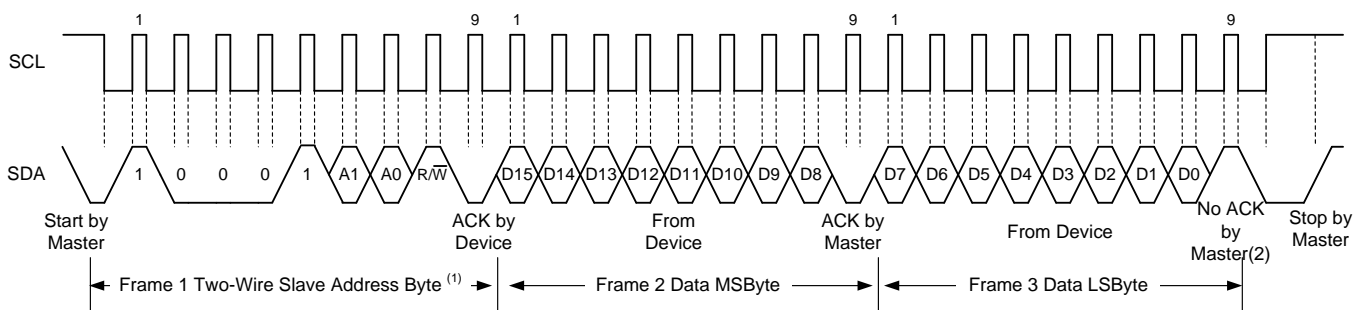 1 9 1 9 1 9
SCL
SDA
1 0 0 0 1 A1 A0 R/W̅ D15 D14 D13 D12 D11 D10 D9 D8 D7 D6 D5 D4 D3 D2 D1 D0
Start by
Master
ACK by
Device
From
Device
ACK by
Master
From Device
No ACK
by
Master(2)
Stop by
Master
Frame 1 Two-Wire Slave Address Byte (1)
Frame 2 Data MSByte
Frame 3 Data LSByte